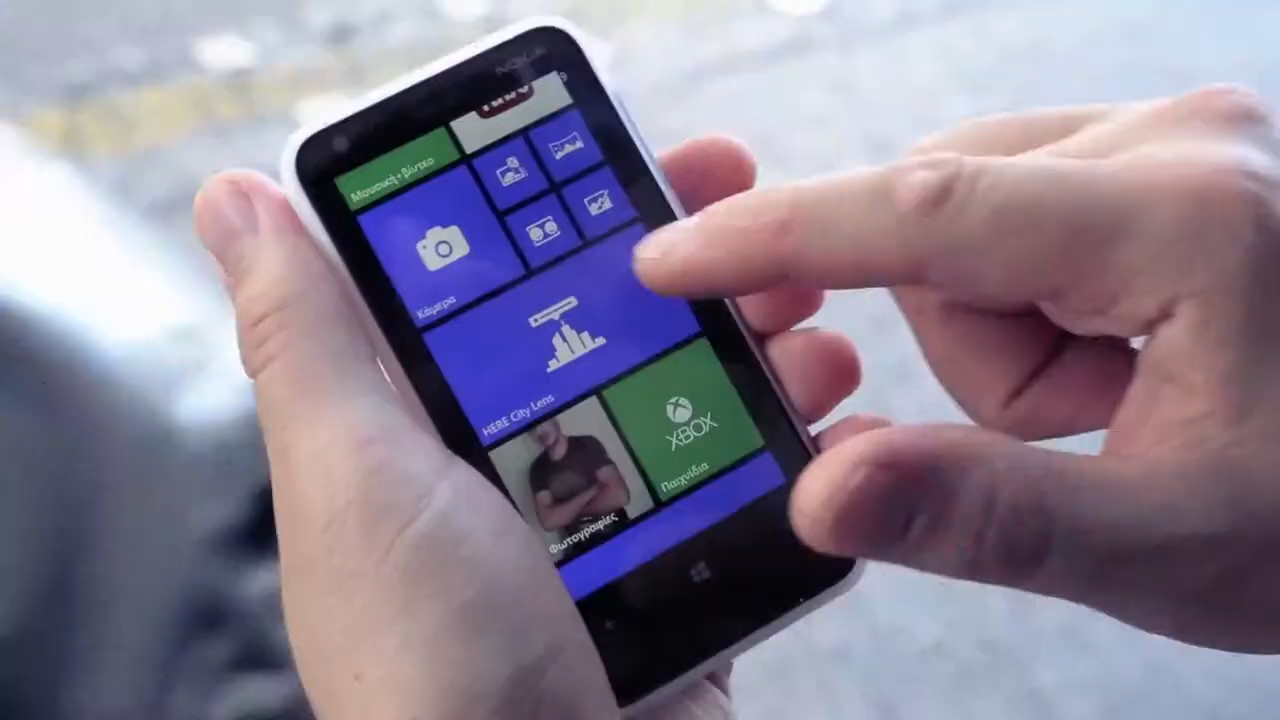 NOKIA
Μουσική+βίντεο
Κάμερα
HERE City Lens
XBOX
Παιχνίδια
Φωτογραφίες